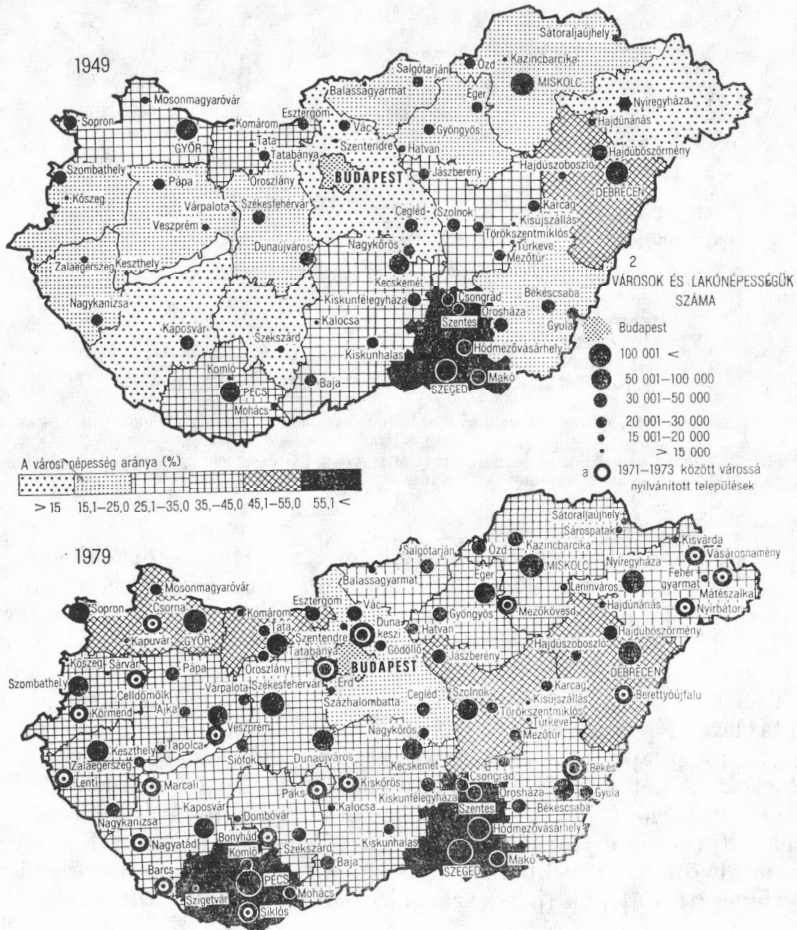 1949
Sátoraljaújhely
Kazincbarcika
Ózd
Salgótarján
MISKOLC
Balassagyarmat
Eger
Nyíregyháza
Mosonmagyaróvár
Sopron
GYŐR
Komárom
Esztergom
Tata
Tatabánya
Vác
Szentendre
Gyöngyös
Hatvan
Hajdúnánás
Hajdúböszörmény
Hajdúszoboszló
DEBRECEN
Szombathely
Pápa
Oroszlány
BUDAPEST
Jászberény
Kőszeg
Várpalota
Székesfehérvár
Veszprém
Cegléd
Szolnok
Karcag
Kisújszállás
Törökszentmiklós
Túrkeve
Mezőtúr
Zalaegerszeg
Keszthely
Dunaújváros
Nagykőrös
Kecskemét
Nagykanizsa
Kaposvár
Szekszárd
Kiskunfélegyháza
Kalocsa
Csongrád
Szentes
Orosháza
Békéscsaba
Gyula
Kiskunhalas
Hódmezővásárhely
Komló
PÉCS
Mohács
Baja
SZEGED
Makó
2
VÁROSOK ÉS LAKÓNÉPESSÉGÜK
SZÁMA
Budapest
100 001 <
50 001–100 000
30 001–50 000
20 001–30 000
15 001–20 000
> 15 000
a 1971–1973 között várossá
nyilvánított települések
A városi népesség aránya (%)
> 15 15,1–25,0 25,1–35,0 35,–45,0 45,1–55,0 55,1 <
1979
Sátoraljaújhely
Sárospatak
Kisvárda
Vásárosnamény
Ózd
Kazincbarcika
Salgótarján
MISKOLC
Nyíregyháza
Fehér-
gyarmat
Mátészalka
Nyírbátor
Balassagyarmat
Eger
Leninváros
Mezőkövesd
Hajdúnánás
Mosonmagyaróvár
Sopron
Csorna
GYŐR
Kapuvár
Komárom
Esztergom
Tata
Tatabánya
Vác
Szentendre
Duna
keszi
Gödöllő
Gyöngyös
Hatvan
Hajdúböszörmény
Hajdúszoboszló
DEBRECEN
Kőszeg
Sárvár
Pápa
Oroszlány
BUDAPEST
Jászberény
Berettyóújfalu
Szombathely
Celldömölk
Várpalota
Székesfehérvár
Érd
Százhalombatta
Cegléd
Szolnok
Karcag
Kisújszállás
Törökszentmiklós
Túrkeve
Mezőtúr
Körmend
Ajka
Veszprém
Zalaegerszeg
Keszthely
Tapolca
Siófok
Dunaújváros
Nagykőrös
Kecskemét
Lenti
Marcali
Paks
Kiskőrös
Kiskunfélegyháza
Csongrád
Szentes
Orosháza
Békés
Békéscsaba
Gyula
Nagykanizsa
Kaposvár
Dombóvár
Kalocsa
Nagyatád
Bonyhád
Szekszárd
Kiskunhalas
Hódmezővásárhely
Barcs
Komló
Baja
SZEGED
Makó
Szigetvár
PÉCS
Mohács
Siklós